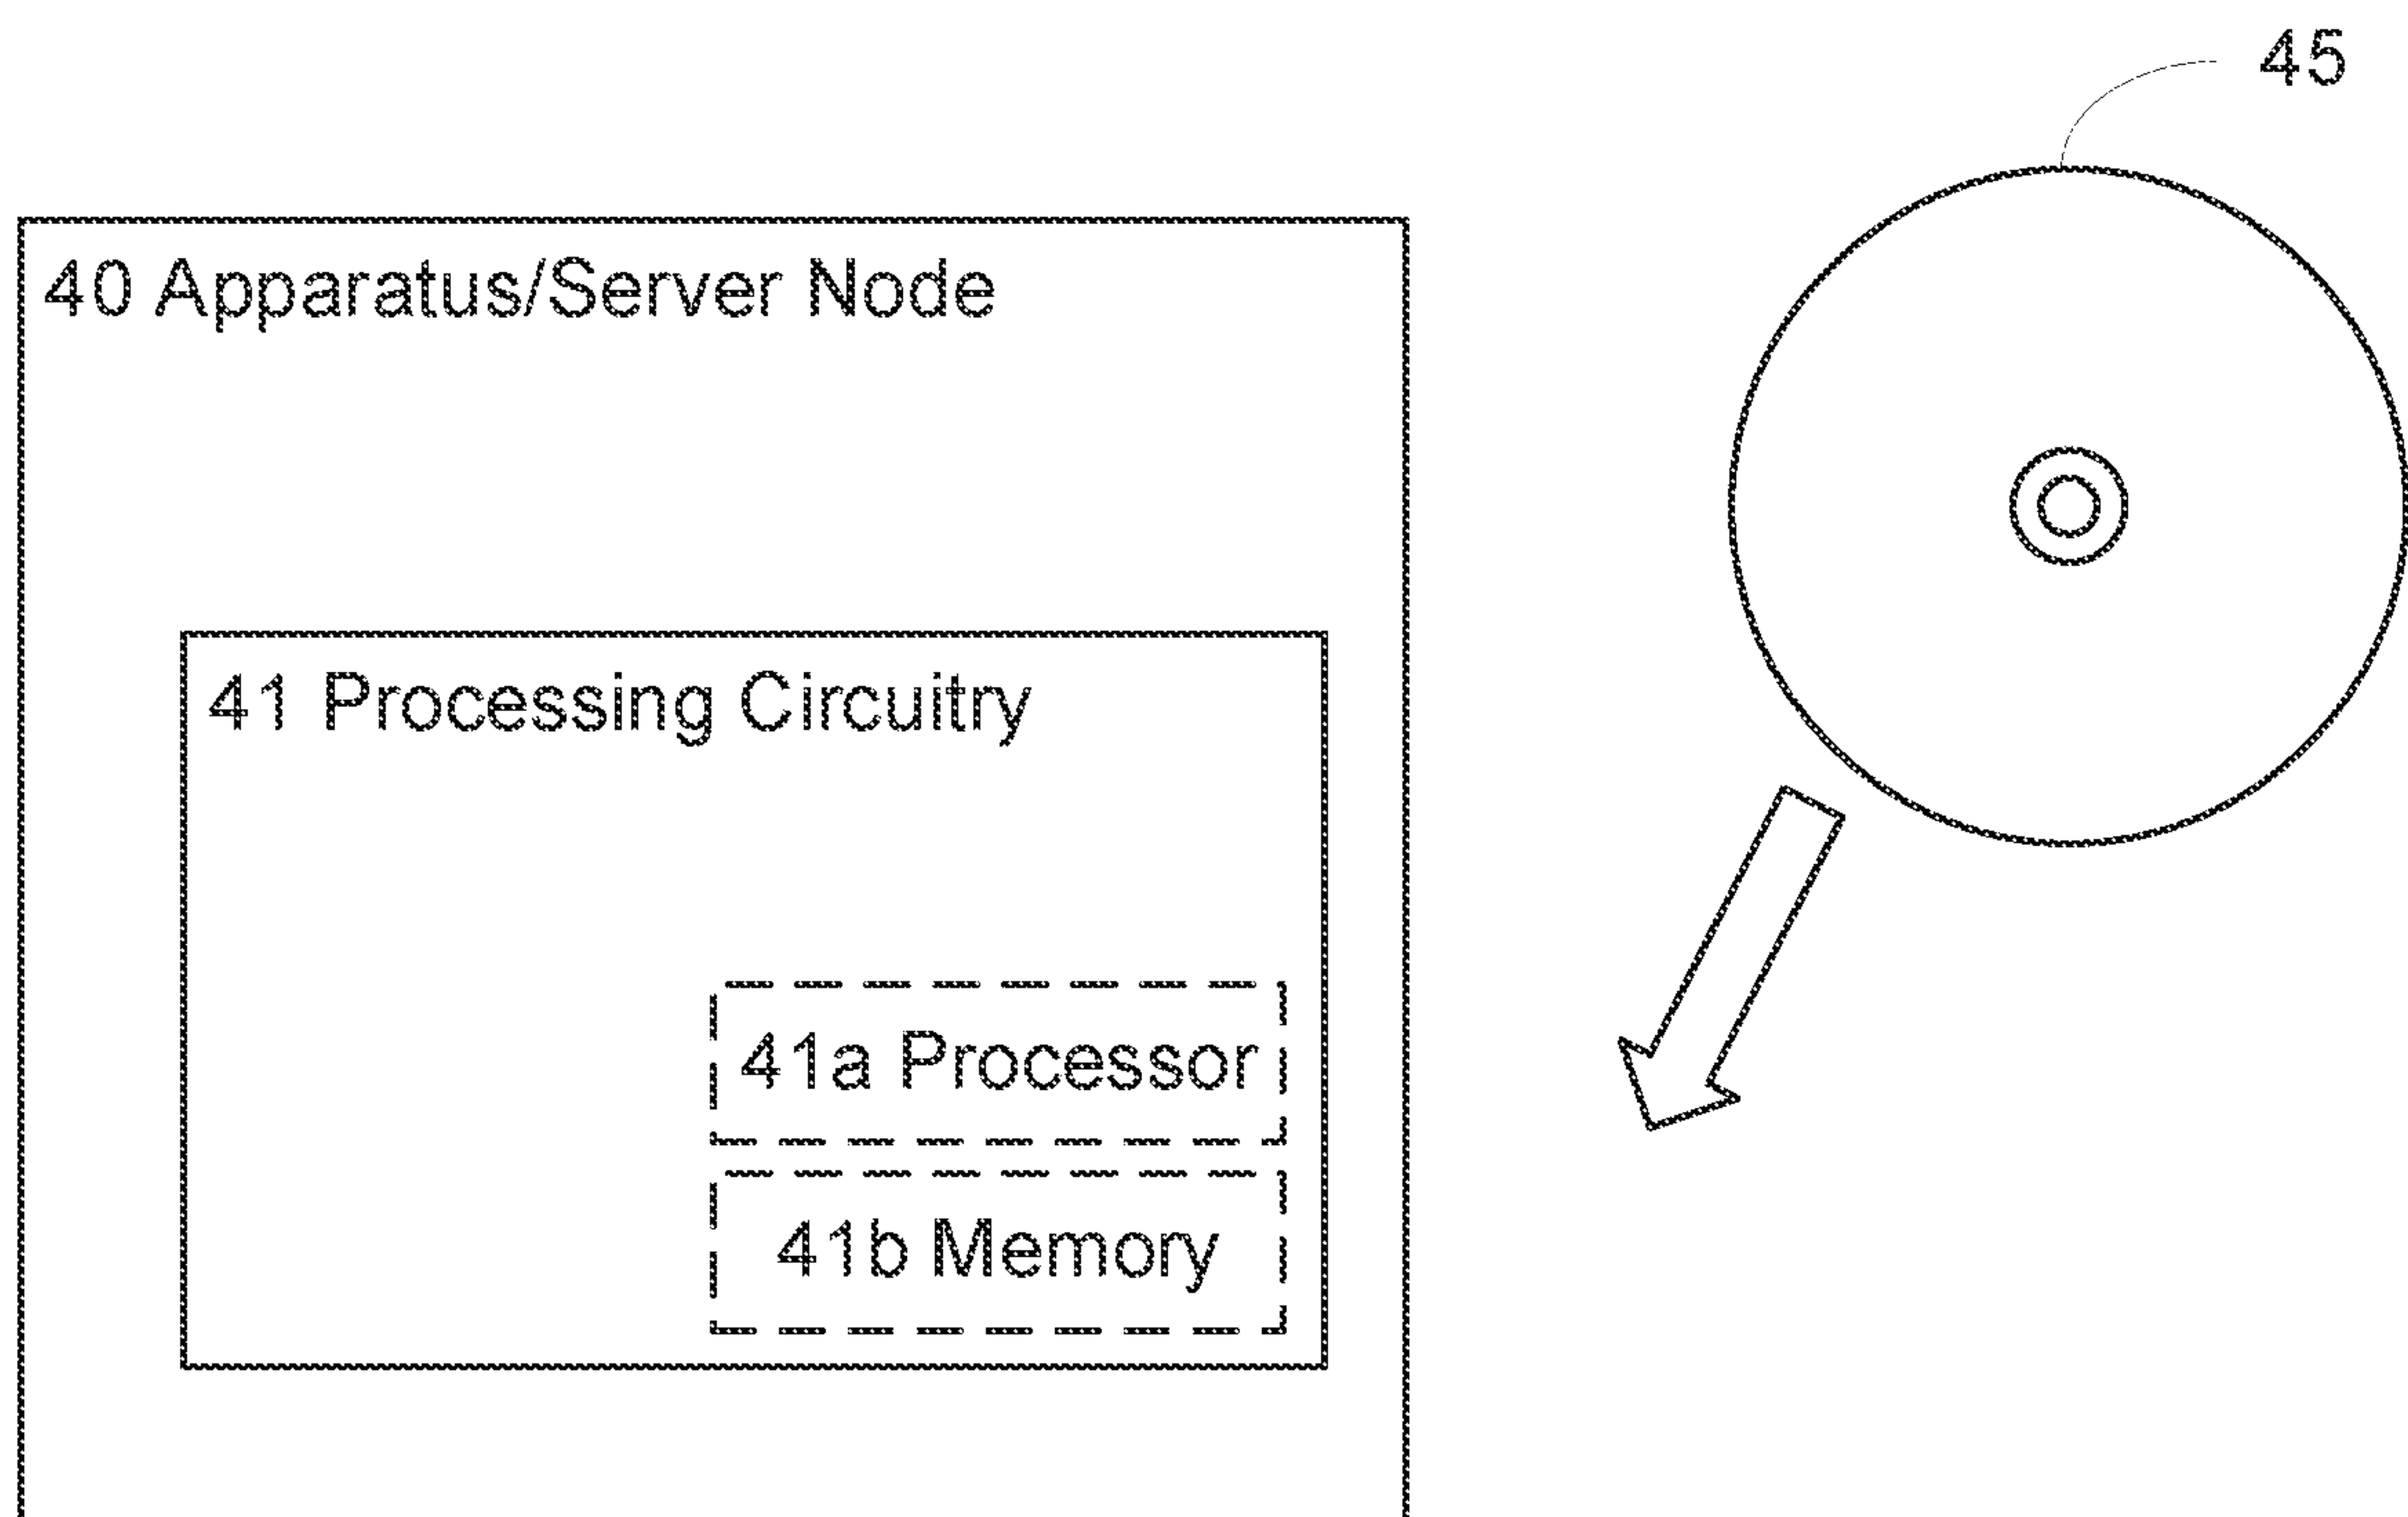 45
40 Apparatus/Server Node
41 Processing Circuitry
41a Processor
41b Memory